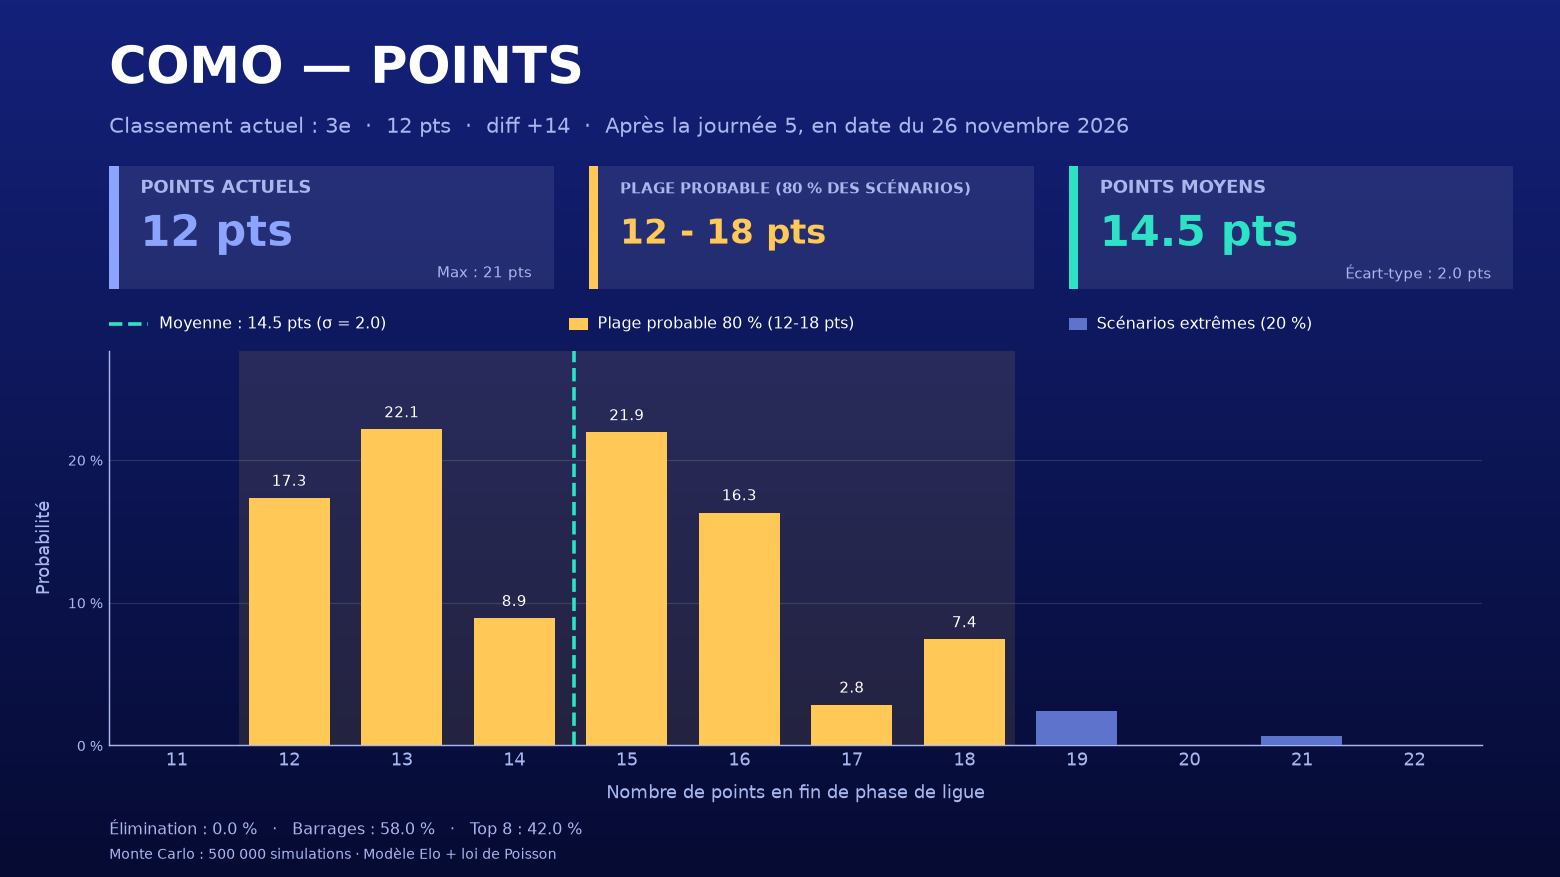 COMO — POINTS
Classement actuel : 3e · 12 pts · diff +14 · Après la journée 5, en date du 26 novembre 2026
POINTS ACTUELS
12 pts
Max : 21 pts
PLAGE PROBABLE (80 % DES SCÉNARIOS)
12 - 18 pts
POINTS MOYENS
14.5 pts
Écart-type : 2.0 pts
Moyenne : 14.5 pts (σ = 2.0)
Plage probable 80 % (12-18 pts)
Scénarios extrêmes (20 %)
Probabilité
20 %
10 %
0 %
17.3
22.1
8.9
21.9
16.3
2.8
7.4
11 12 13 14 15 16 17 18 19 20 21 22
Nombre de points en fin de phase de ligue
Élimination : 0.0 % · Barrages : 58.0 % · Top 8 : 42.0 %
Monte Carlo : 500 000 simulations · Modèle Elo + loi de Poisson